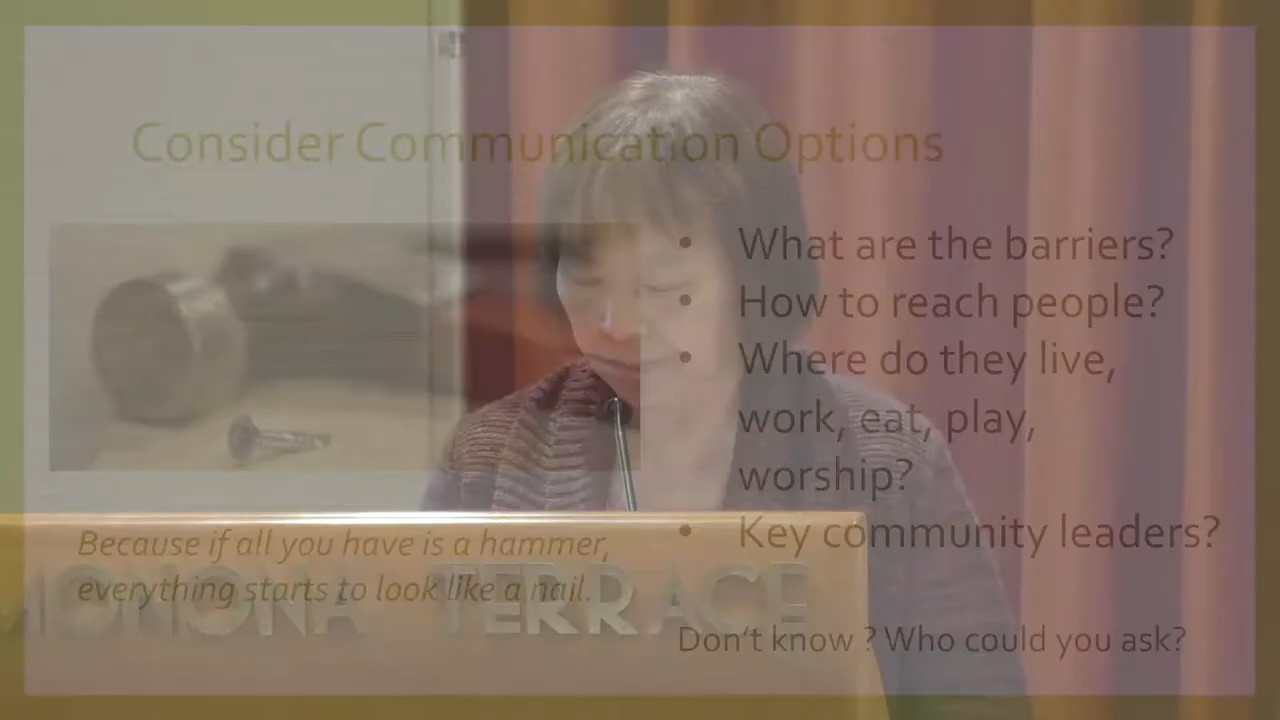 Consider Communication Options
• What are the barriers?
• How to reach people?
• Where do they live,
work, eat, play,
worship?
• Key community leaders?
Because if all you have is a hammer,
everything starts to look like a nail.
MONONA TERRACE
Don't know ? Who could you ask?